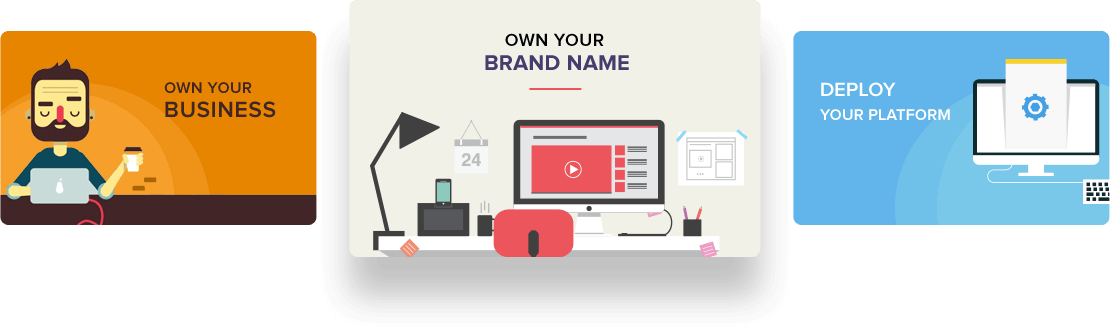 OWN YOUR
BUSINESS
OWN YOUR
BRAND NAME
24
DEPLOY
YOUR PLATFORM